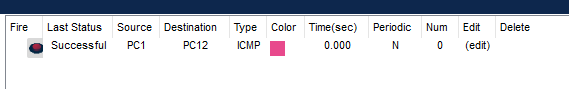 Fire Last Status Source Destination Type Color Time(sec) Periodic Num Edit Delete
Successful PC1 PC12 ICMP 0.000 N 0 (edit)